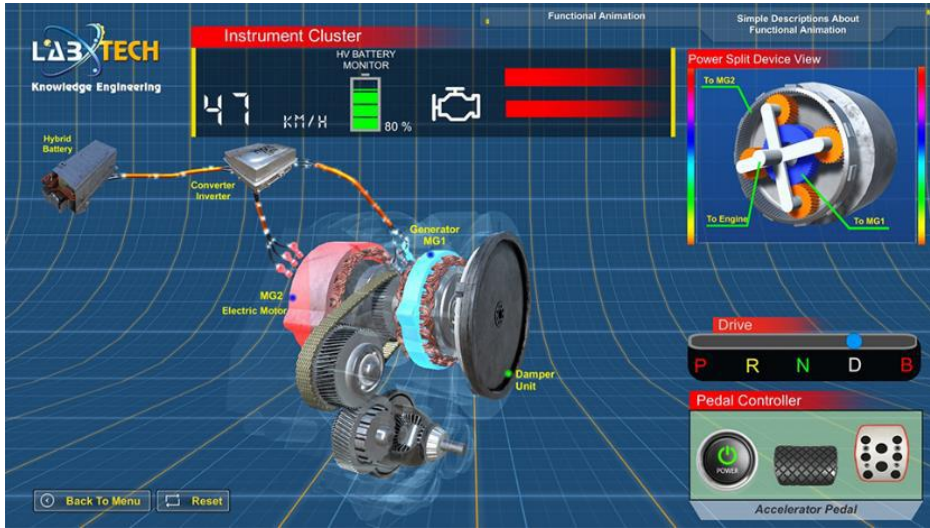 Functional Animation
Simple Descriptions About
Functional Animation
LABXTECH
Knowledge Engineering
Instrument Cluster
HV BATTERY
MONITOR
47
KM/H
80 %
Power Split Device View
To MG2
To Engine
To MG1
Hybrid
Battery
Converter
Inverter
Generator
MG1
MG2
Electric Motor
Damper
Unit
Drive
P R N D B
Pedal Controller
POWER
Accelerator Pedal
Back To Menu
Reset